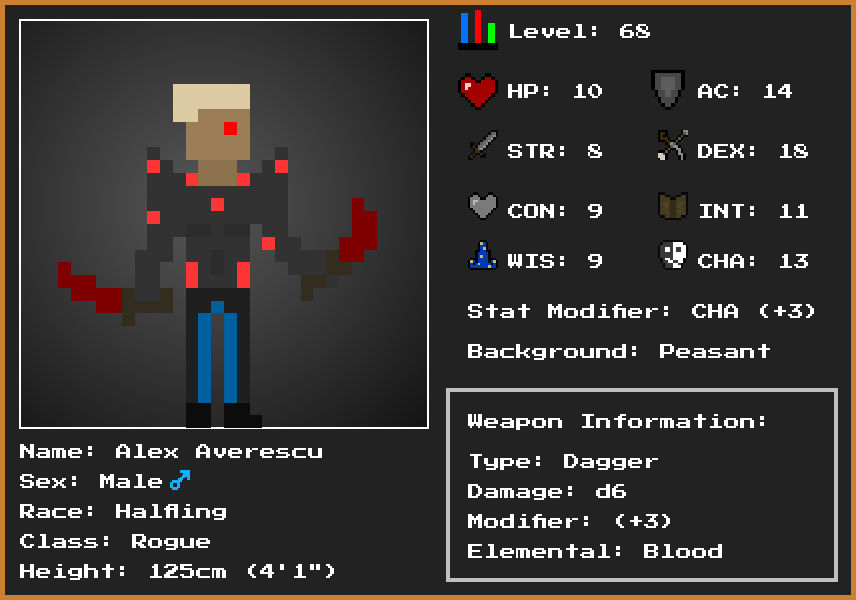 Level: 68
HP: 10 AC: 14
STR: 8 DEX: 18
CON: 9 INT: 11
WIS: 9 CHA: 13
Stat Modifier: CHA (+3)
Background: Peasant
Weapon Information:
Type: Dagger
Damage: d6
Modifier: (+3)
Elemental: Blood
Name: Alex Averescu
Sex: Male ♂
Race: Halfling
Class: Rogue
Height: 125cm (4'1")